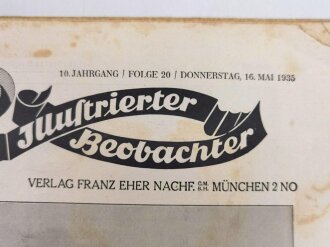 10. JAHRGANG / FOLGE 20 / DONNERSTAG, 16. MAI 1935
Illustrierter
Beobachter
VERLAG FRANZ EHER NACHF. G.M.B.H. MÜNCHEN 2 NO